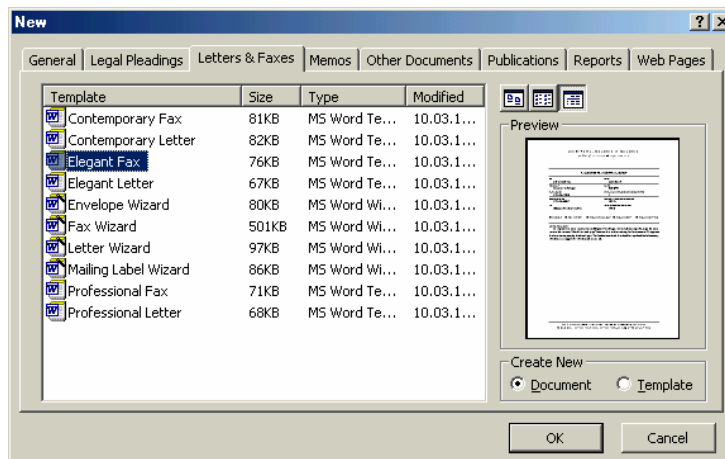 New
General Legal Pleadings Letters & Faxes Memos Other Documents Publications Reports Web Pages
Template Size Type Modified
Contemporary Fax 81KB MS Word Te... 10.03.1...
Contemporary Letter 82KB MS Word Te... 10.03.1...
Elegant Fax 76KB MS Word Te... 10.03.1...
Elegant Letter 67KB MS Word Te... 10.03.1...
Envelope Wizard 80KB MS Word Wi... 10.03.1...
Fax Wizard 501KB MS Word Wi... 10.03.1...
Letter Wizard 97KB MS Word Wi... 10.03.1...
Mailing Label Wizard 86KB MS Word Wi... 10.03.1...
Professional Fax 71KB MS Word Te... 10.03.1...
Professional Letter 68KB MS Word Te... 10.03.1...
Preview
Create New
Document Template
OK Cancel